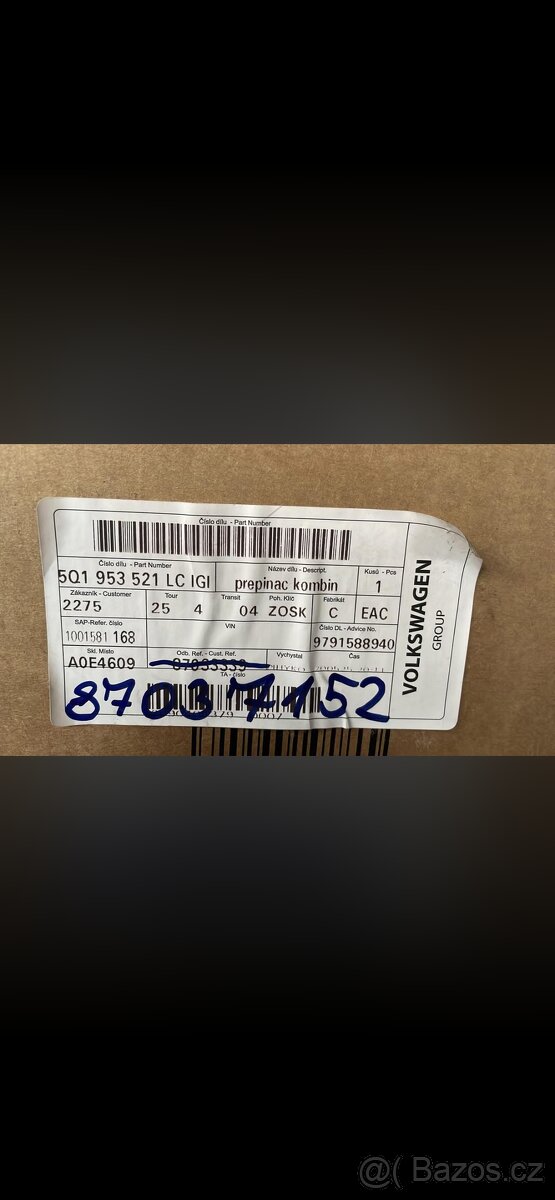 Číslo dílu - Part Number
Číslo dílu - Part Number Název dílu - Descript. Kusů - Pcs
5Q1 953 521 LC IGI prepinac kombin 1
Zákazník - Customer Tour Transit Poh. Klíč Fabrikát
2275 25 4 04 ZOSK C EAC
SAP-Refer. číslo VIN Číslo DL - Advice No.
1001581 168 9791588940
Skl. Místo Odb. Ref. - Cust. Ref. Vychystal Čas
A0E4609 87033339
TA - číslo
87037152
VOLKSWAGEN
GROUP
@( Bazos.cz